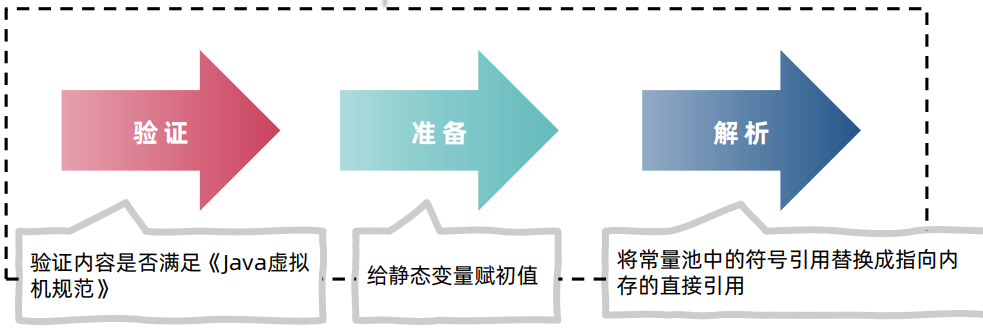 验证
准备
解析
验证内容是否满足《Java虚拟
机规范》
给静态变量赋初值
将常量池中的符号引用替换成指向内
存的直接引用